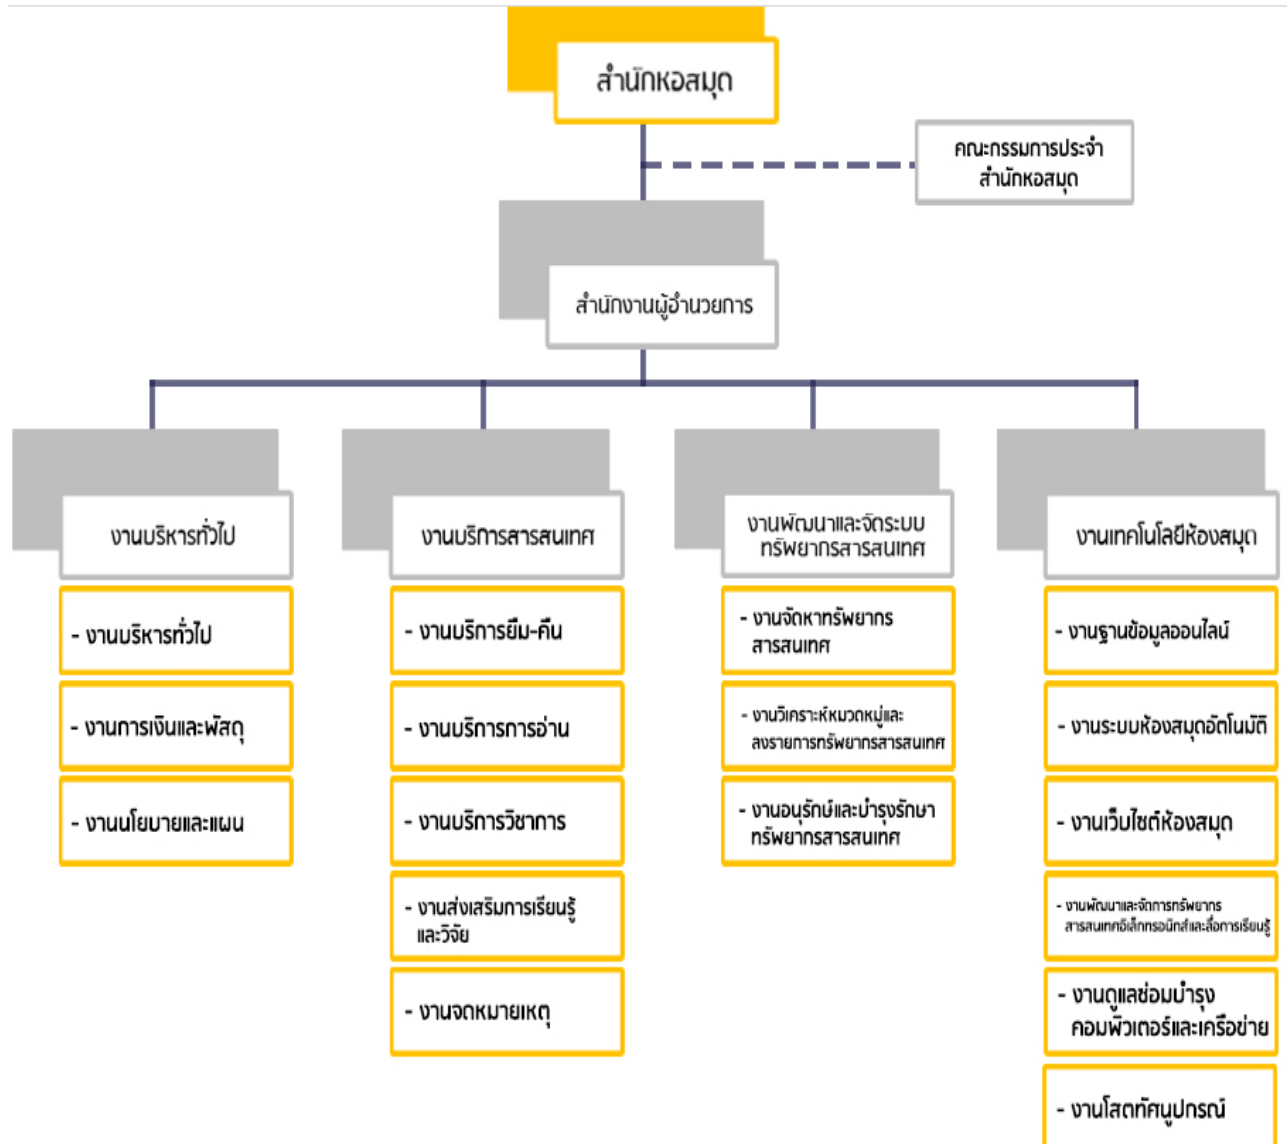 สำนักหอสมุด
คณะกรรมการประจำ
สำนักหอสมุด
สำนักงานผู้อำนวยการ
งานบริหารทั่วไป
- งานบริหารทั่วไป
- งานการเงินและพัสดุ
- งานนโยบายและแผน
งานบริการสารสนเทศ
- งานบริการยืม-คืน
- งานบริการการอ่าน
- งานบริการวิชาการ
- งานส่งเสริมการเรียนรู้
และวิจัย
- งานจดหมายเหตุ
งานพัฒนาและจัดระบบ
ทรัพยากรสารสนเทศ
- งานจัดหาทรัพยากร
สารสนเทศ
- งานวิเคราะห์หมวดหมู่และ
ลงรายการทรัพยากรสารสนเทศ
- งานอนุรักษ์และบำรุงรักษา
ทรัพยากรสารสนเทศ
งานเทคโนโลยีห้องสมุด
- งานฐานข้อมูลออนไลน์
- งานระบบห้องสมุดอัตโนมัติ
- งานเว็บไซต์ห้องสมุด
- งานพัฒนาและจัดการทรัพยากร
สารสนเทศอิเล็กทรอนิกส์และสื่อการเรียนรู้
- งานดูแลซ่อมบำรุง
คอมพิวเตอร์และเครือข่าย
- งานโสตทัศนูปกรณ์